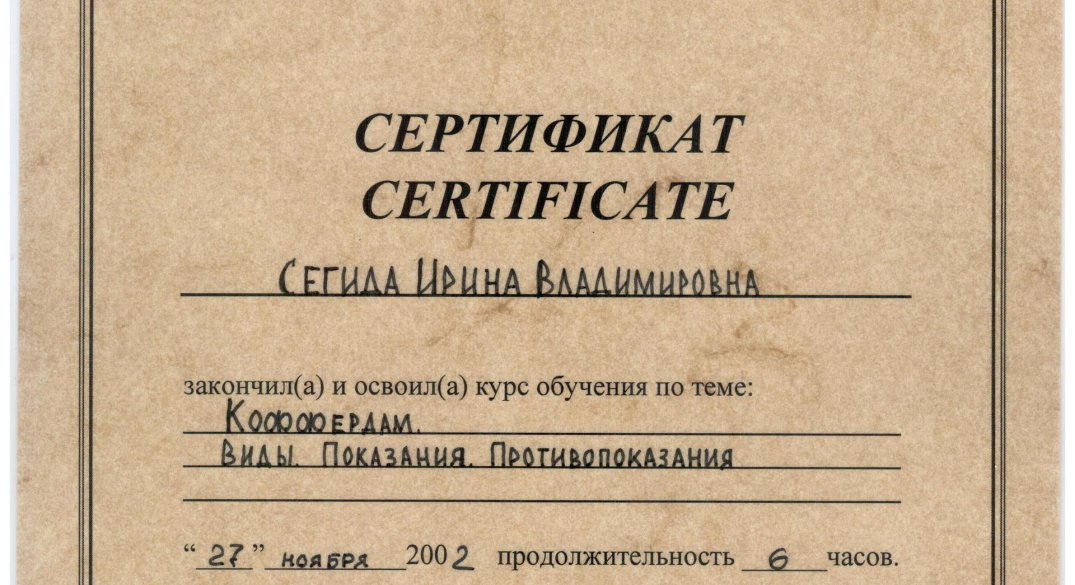 СЕРТИФИКАТ
CERTIFICATE
СЕГИДА ИРИНА ВЛАДИМИРОВНА
закончил(а) и освоил(а) курс обучения по теме:
КОФФЕРДАМ.
ВИДЫ. ПОКАЗАНИЯ. ПРОТИВОПОКАЗАНИЯ
“ 27 ” ноября 2002 продолжительность 6 часов.